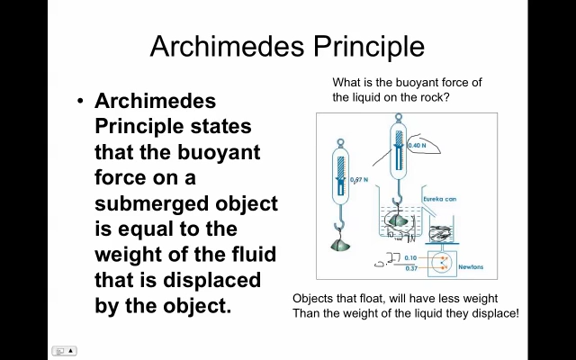 Archimedes Principle
What is the buoyant force of
the liquid on the rock?
• Archimedes
Principle states
that the buoyant
force on a
submerged object
is equal to the
weight of the fluid
that is displaced
by the object.
0.40 N
N
Eureka can
0.10
0.37
Newtons
Objects that float, will have less weight
Than the weight of the liquid they displace!